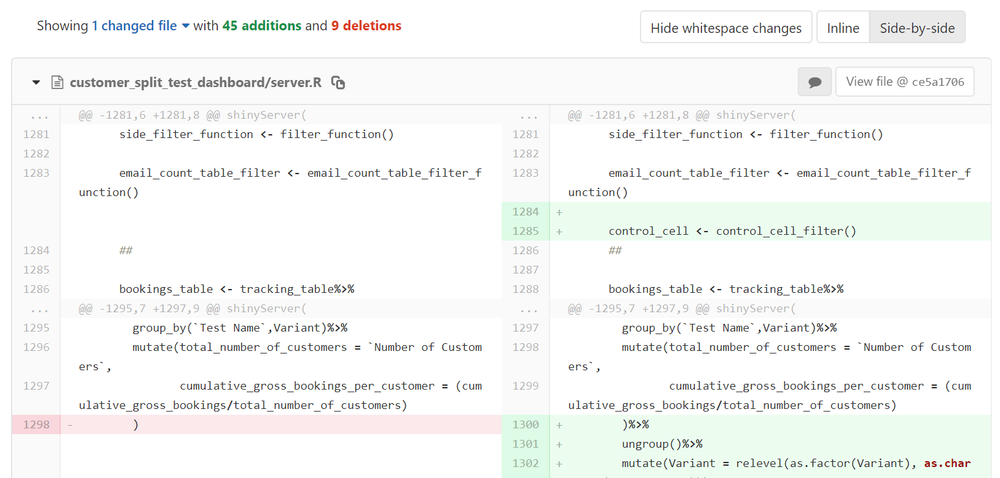 Showing 1 changed file with 45 additions and 9 deletions
Hide whitespace changes Inline Side-by-side
customer_split_test_dashboard/server.R View file @ ce5a1706
... @@ -1281,6 +1281,8 @@ shinyServer( ... @@ -1281,6 +1281,8 @@ shinyServer(
1281 side_filter_function <- filter_function() 1281 side_filter_function <- filter_function()
1282 1282
1283 email_count_table_filter <- email_count_table_filter_f 1283 email_count_table_filter <- email_count_table_filter_f
unction() unction()
1284 +
1285 + control_cell <- control_cell_filter()
1284 ## 1286 ##
1285 1287
1286 bookings_table <- tracking_table%>% 1288 bookings_table <- tracking_table%>%
... @@ -1295,7 +1297,9 @@ shinyServer( ... @@ -1295,7 +1297,9 @@ shinyServer(
1295 group_by(`Test Name`,Variant)%>% 1297 group_by(`Test Name`,Variant)%>%
1296 mutate(total_number_of_customers = `Number of Custom 1298 mutate(total_number_of_customers = `Number of Custom
ers`, ers`,
1297 cumulative_gross_bookings_per_customer = (cum 1299 cumulative_gross_bookings_per_customer = (cum
ulative_gross_bookings/total_number_of_customers) ulative_gross_bookings/total_number_of_customers)
1298 - ) 1300 + )%>%
1301 + ungroup()%>%
1302 + mutate(Variant = relevel(as.factor(Variant), as.char